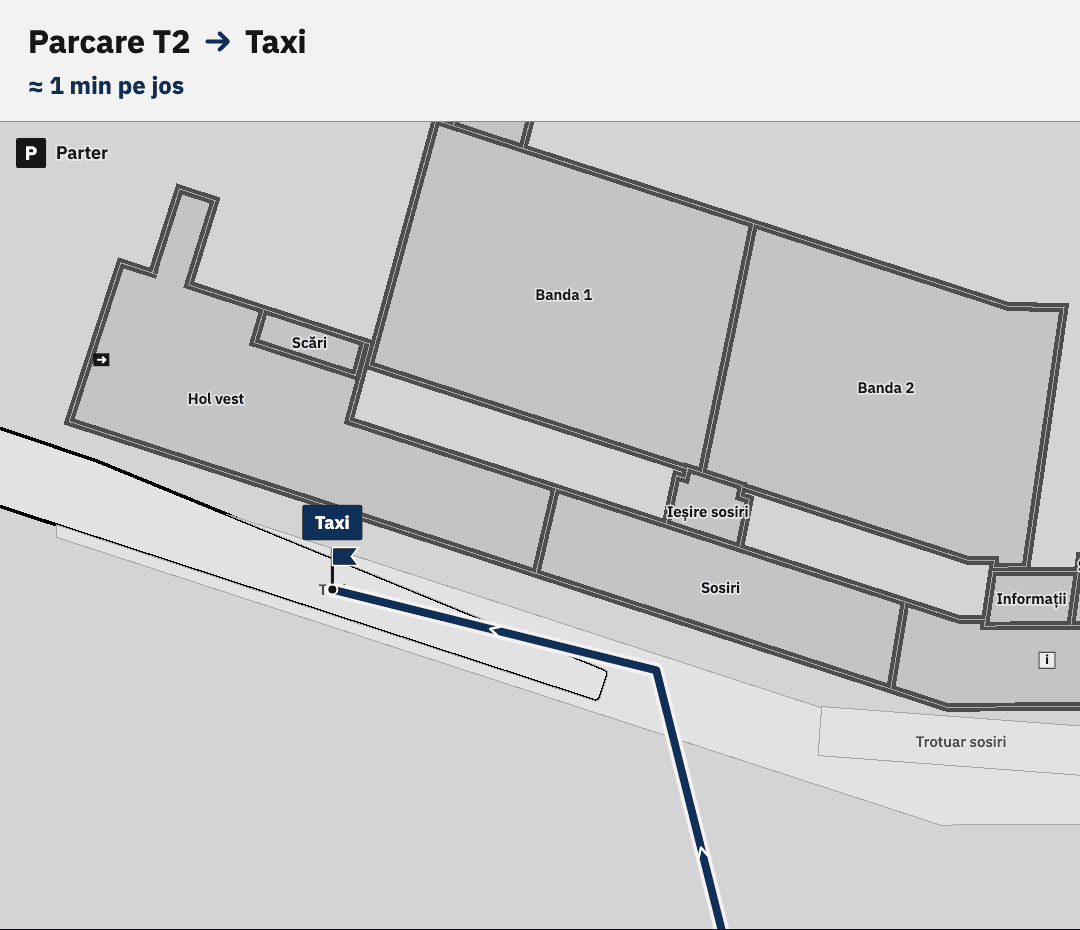 Parcare T2 → Taxi
≈ 1 min pe jos
P Parter
Banda 1
Scări
Banda 2
Hol vest
Ieșire sosiri
Taxi
Sosiri
Informații
i
Trotuar sosiri